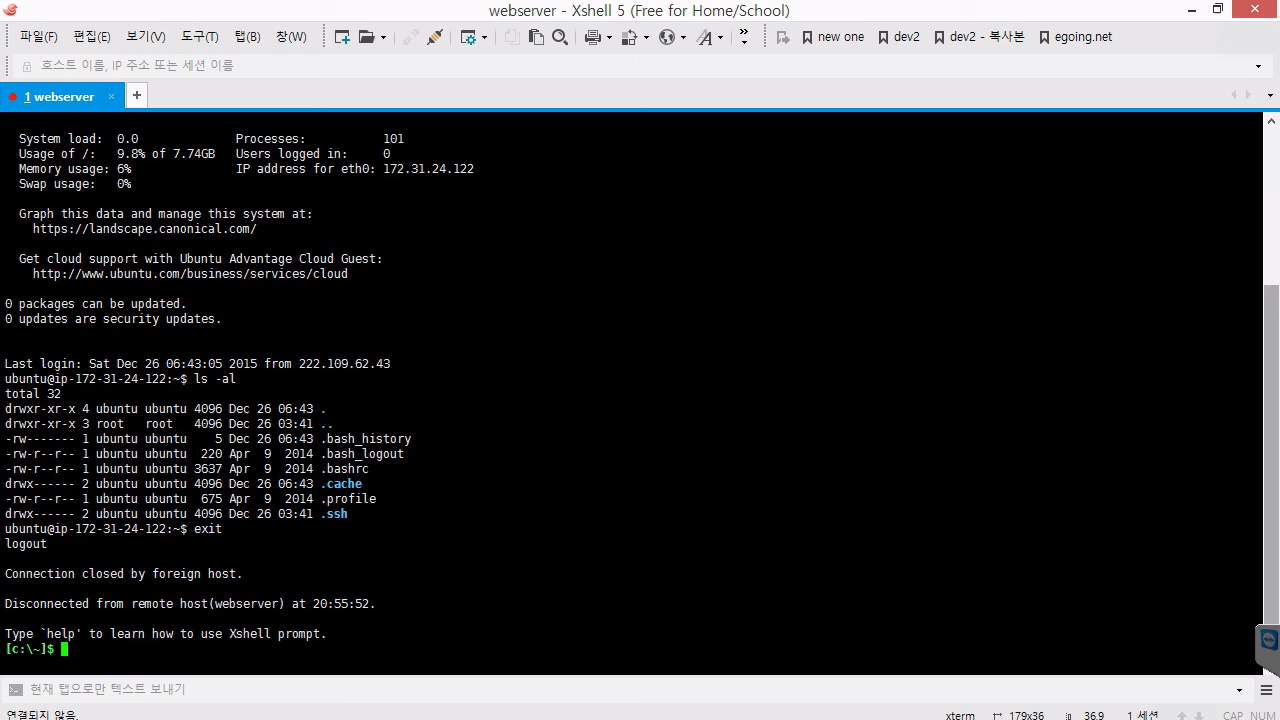 webserver - Xshell 5 (Free for Home/School)
파일(F) 편집(E) 보기(V) 도구(T) 탭(B) 창(W) new one dev2 dev2 - 복사본 egoing.net
호스트 이름, IP 주소 또는 세션 이름
1 webserver × +
System load: 0.0 Processes: 101
Usage of /: 9.8% of 7.74GB Users logged in: 0
Memory usage: 6% IP address for eth0: 172.31.24.122
Swap usage: 0%
Graph this data and manage this system at:
https://landscape.canonical.com/
Get cloud support with Ubuntu Advantage Cloud Guest:
http://www.ubuntu.com/business/services/cloud
0 packages can be updated.
0 updates are security updates.
Last login: Sat Dec 26 06:43:05 2015 from 222.109.62.43
ubuntu@ip-172-31-24-122:~$ ls -al
total 32
drwxr-xr-x 4 ubuntu ubuntu 4096 Dec 26 06:43 .
drwxr-xr-x 3 root root 4096 Dec 26 03:41 ..
-rw------- 1 ubuntu ubuntu 5 Dec 26 06:43 .bash_history
-rw-r--r-- 1 ubuntu ubuntu 220 Apr 9 2014 .bash_logout
-rw-r--r-- 1 ubuntu ubuntu 3637 Apr 9 2014 .bashrc
drwx------ 2 ubuntu ubuntu 4096 Dec 26 06:43 .cache
-rw-r--r-- 1 ubuntu ubuntu 675 Apr 9 2014 .profile
drwx------ 2 ubuntu ubuntu 4096 Dec 26 03:41 .ssh
ubuntu@ip-172-31-24-122:~$ exit
logout
Connection closed by foreign host.
Disconnected from remote host(webserver) at 20:55:52.
Type `help' to learn how to use Xshell prompt.
[c:\~]$
현재 탭으로만 텍스트 보내기
연결되지 않음. xterm 179x36 36,9 1 세션 CAP NUM